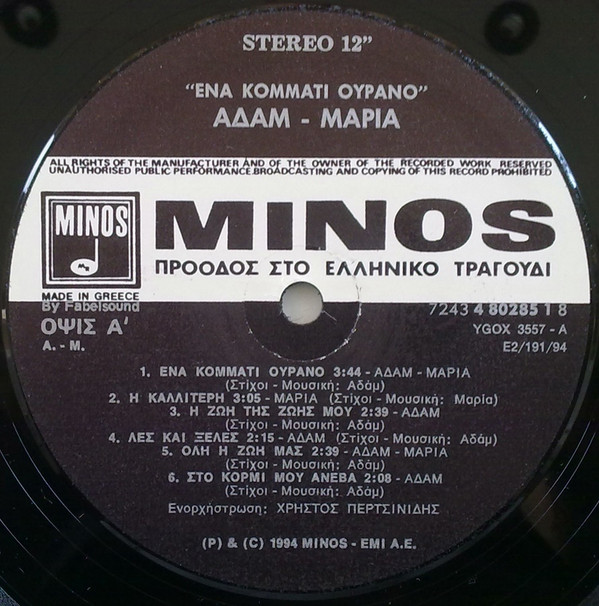 STEREO 12"
"ΕΝΑ ΚΟΜΜΑΤΙ ΟΥΡΑΝΟ"
ΑΔΑΜ - ΜΑΡΙΑ
ALL RIGHTS OF THE MANUFACTURER AND OF THE OWNER OF THE RECORDED WORK RESERVED
UNAUTHORISED PUBLIC PERFORMANCE.BROADCASTING AND COPYING OF THIS RECORD PROHIBITED
MINOS
MINOS
ΠΡΟΟΔΟΣ ΣΤΟ ΕΛΛΗΝΙΚΟ ΤΡΑΓΟΥΔΙ
MADE IN GREECE
By Fabelsound
7243 4 80285 1 8
ΟΨΙΣ Α'
YGOX 3557 - A
Α. - Μ.
E2/191/94
1. ΕΝΑ ΚΟΜΜΑΤΙ ΟΥΡΑΝΟ 3:44 - ΑΔΑΜ - ΜΑΡΙΑ
(Στίχοι - Μουσική: Αδάμ)
2. Η ΚΑΛΛΙΤΕΡΗ 3:05 - ΜΑΡΙΑ (Στίχοι - Μουσική: Μαρία)
3. Η ΖΩΗ ΤΗΣ ΖΩΗΣ ΜΟΥ 2:39 - ΑΔΑΜ
(Στίχοι - Μουσική: Αδάμ)
4. ΛΕΣ ΚΑΙ ΞΕΛΕΣ 2:15 - ΑΔΑΜ (Στίχοι - Μουσική: Αδάμ)
5. ΟΛΗ Η ΖΩΗ ΜΑΣ 2:39 - ΑΔΑΜ - ΜΑΡΙΑ
(Στίχοι - Μουσική: Αδάμ)
6. ΣΤΟ ΚΟΡΜΙ ΜΟΥ ΑΝΕΒΑ 2:08 - ΑΔΑΜ
(Στίχοι - Μουσική: Αδάμ)
Ενορχήστρωση: ΧΡΗΣΤΟΣ ΠΕΡΤΣΙΝΙΔΗΣ
(P) & (C) 1994 MINOS - EMI A.E.